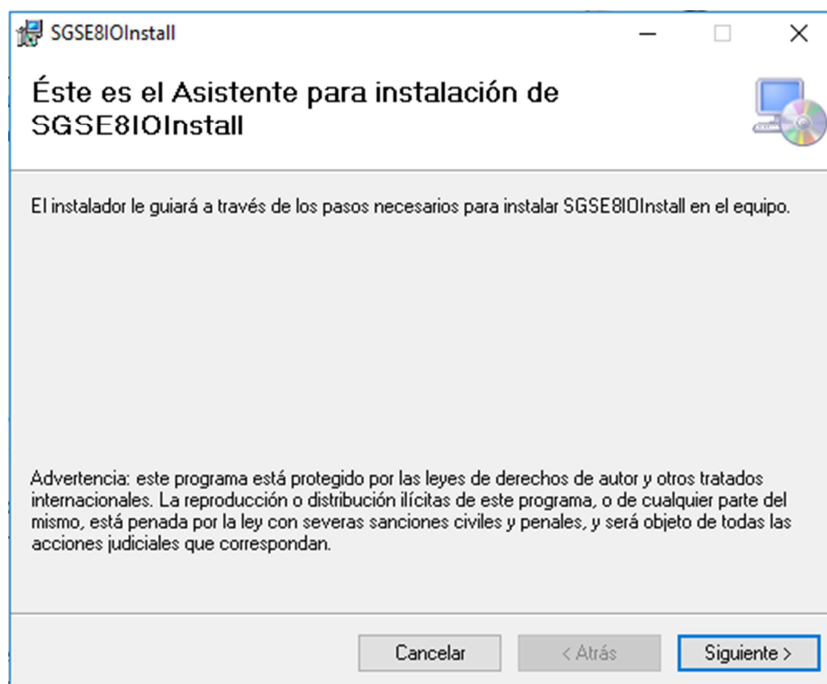 SGSE8IOInstall
Éste es el Asistente para instalación de
SGSE8IOInstall
El instalador le guiará a través de los pasos necesarios para instalar SGSE8IOInstall en el equipo.
Advertencia: este programa está protegido por las leyes de derechos de autor y otros tratados
internacionales. La reproducción o distribución ilícitas de este programa, o de cualquier parte del
mismo, está penada por la ley con severas sanciones civiles y penales, y será objeto de todas las
acciones judiciales que correspondan.
Cancelar < Atrás Siguiente >